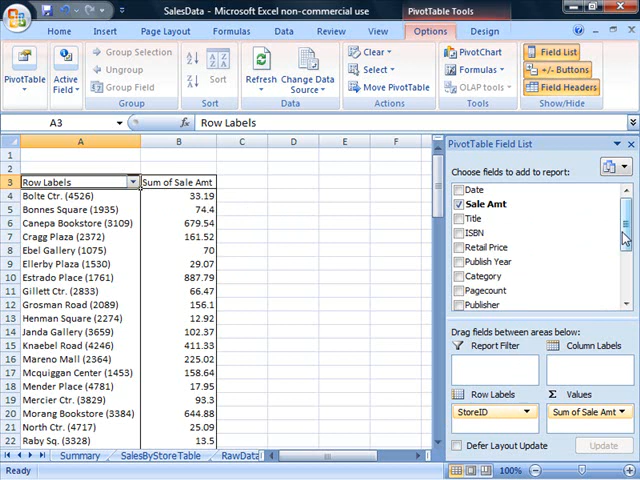 SalesData - Microsoft Excel non-commercial use
PivotTable Tools
Home
Insert
Page Layout
Formulas
Data
Review
View
Options
Design
PivotTable
Active Field
Group Selection
Ungroup
Group Field
Group
Sort
Sort
Refresh
Change Data Source
Data
Clear
Select
Move PivotTable
Actions
PivotChart
Formulas
OLAP tools
Tools
Field List
+/- Buttons
Field Headers
Show/Hide
A3
fx
Row Labels
A B C D E F
1
2
3 Row Labels Sum of Sale Amt
4 Bolte Ctr. (4526) 33.19
5 Bonnes Square (1935) 74.4
6 Canepa Bookstore (3109) 679.54
7 Cragg Plaza (2372) 161.52
8 Ebel Gallery (1075) 70
9 Ellerby Plaza (1530) 29.07
10 Estrado Place (1761) 887.79
11 Gillett Ctr. (2833) 66.47
12 Grosman Road (2089) 156.1
13 Henman Square (2274) 12.92
14 Janda Gallery (3659) 102.37
15 Knaebel Road (4246) 411.33
16 Mareno Mall (2364) 225.02
17 Mcquiggan Center (1453) 158.64
18 Mender Place (4781) 17.95
19 Mercier Ctr. (3829) 93.3
20 Morang Bookstore (3384) 644.88
21 North Ctr. (4717) 25.09
22 Raby Sq. (3328) 13.5
Summary
SalesByStoreTable
RawData
PivotTable Field List
Choose fields to add to report:
Date
Sale Amt
Title
ISBN
Retail Price
Publish Year
Category
Pagecount
Publisher
Drag fields between areas below:
Report Filter
Column Labels
Row Labels
Σ Values
StoreID
Sum of Sale Amt
Defer Layout Update
Update
Ready
100%